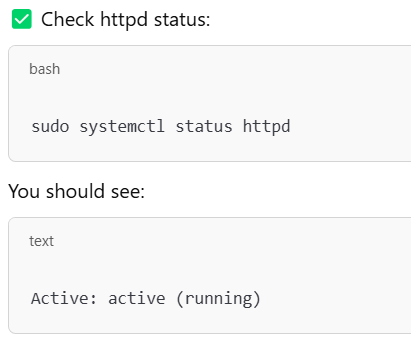 ✅ Check httpd status:
bash
sudo systemctl status httpd
You should see:
text
Active: active (running)